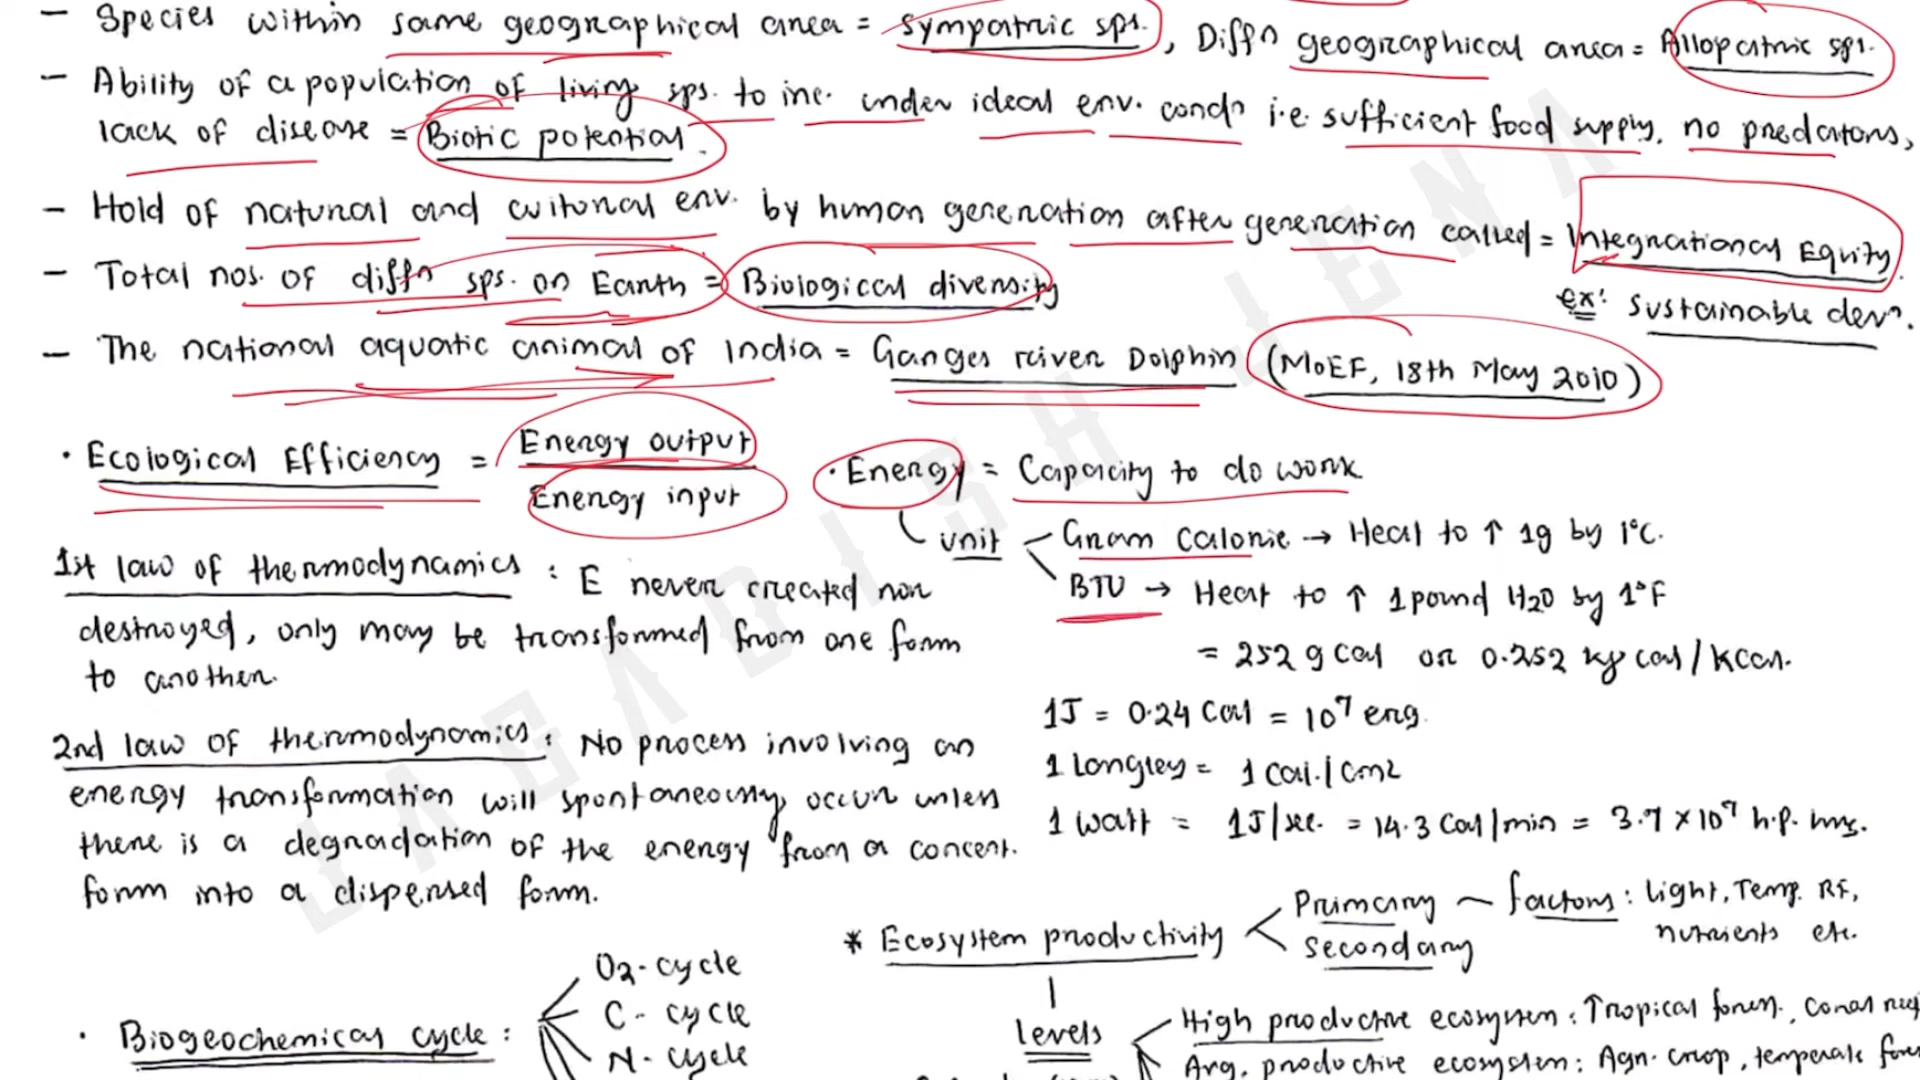 - Species within same geographical area = sympatric sps. , Diffn geographical area = Allopatric sps.
- Ability of a population of living sps. to inc. under ideal env. condn i.e. sufficient food supply, no predators,
lack of disease = Biotic potential.
- Hold of natural and cultural env. by human generation after generation called = Integrational Equity.
ex: sustainable devn.
- Total nos. of diffn sps. on Earth = Biological diversity
- The national aquatic animal of India = Ganges river Dolphin (MoEF, 18th May 2010)
· Ecological Efficiency = Energy output
Energy input
· Energy = Capacity to do work
unit
Gram Calorie → Heat to ↑ 1g by 1°C.
BTU → Heat to ↑ 1 pound H20 by 1°F
= 252 g Cal or 0.252 kg cal / Kcal.
1J = 0.24 Cal = 10⁷ erg.
1 Longley = 1 Cal. / Cm2
1 watt = 1J/sec. = 14.3 Cal/min = 3.7 × 10⁷ h.p. hrs.
1st law of thermodynamics : E never created nor
destroyed, only may be transformed from one form
to another.
2nd law of thermodynamics: No process involving an
energy transformation will spontaneously occur unless
there is a degradation of the energy from a concent.
form into a dispersed form.
* Ecosystem productivity
Primary ~ factors : light, Temp. RF,
nutrients etc.
Secondary
levels
High productive ecosystem : Tropical forest, Coral
Avg. productive ecosystem : Agri. crop, temperate
· Biogeochemical cycle :
O2-cycle
C-cycle
N-cycle
JAGADISH JENA